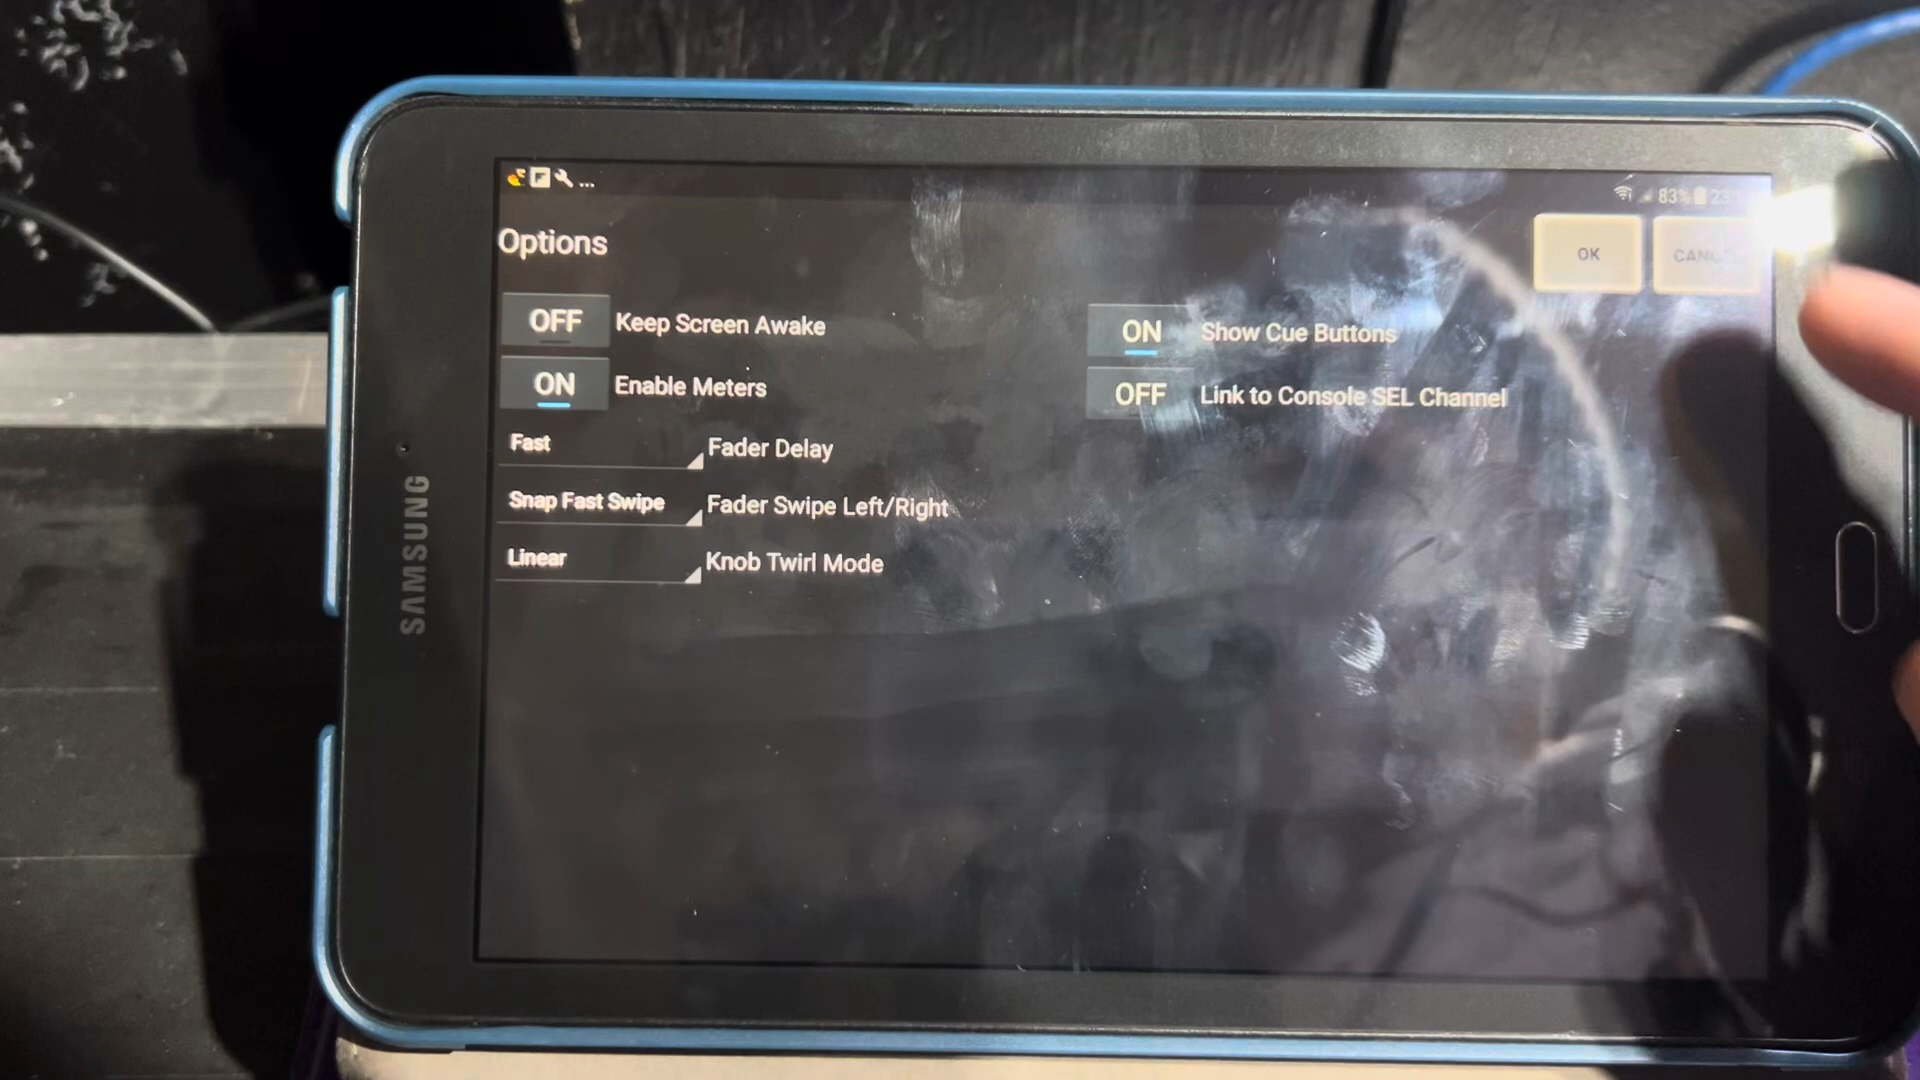 83%
Options
OK
OFF Keep Screen Awake
ON Show Cue Buttons
ON Enable Meters
OFF Link to Console SEL Channel
Fast Fader Delay
Snap Fast Swipe Fader Swipe Left/Right
Linear Knob Twirl Mode
SAMSUNG